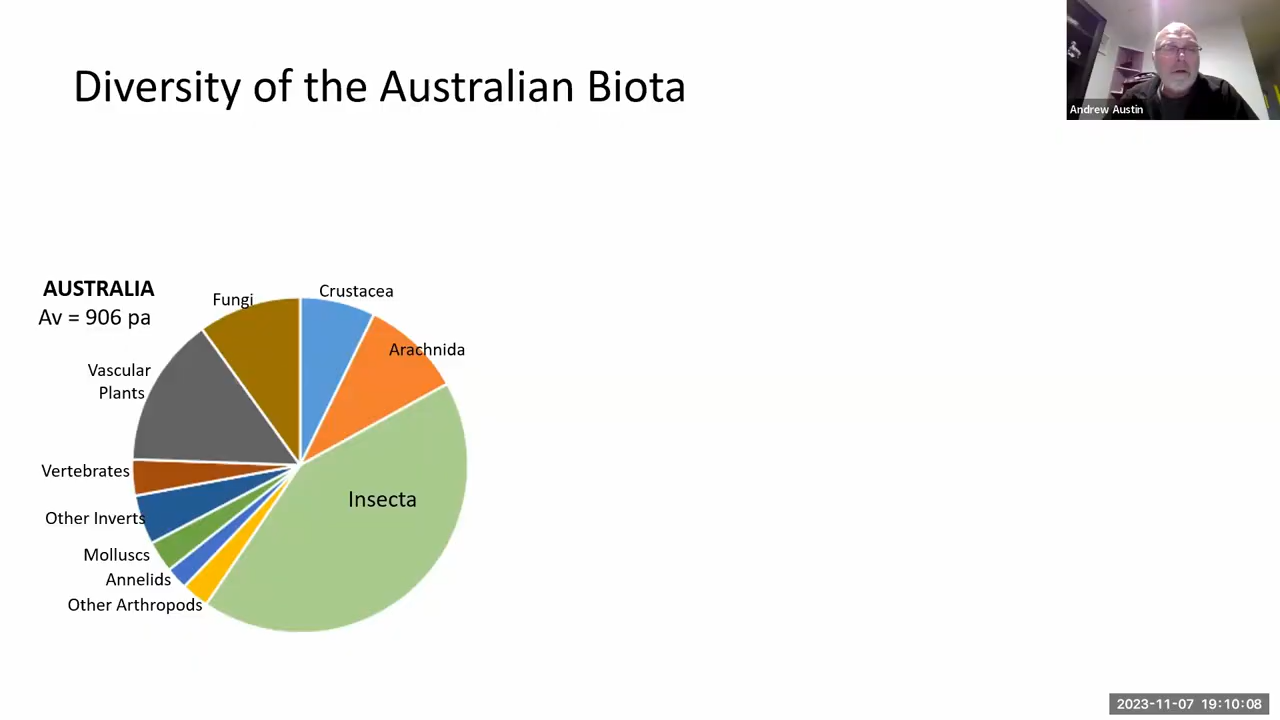 Diversity of the Australian Biota
Andrew Austin
AUSTRALIA
Av = 906 pa
Fungi
Crustacea
Arachnida
Vascular
Plants
Vertebrates
Insecta
Other Inverts
Molluscs
Annelids
Other Arthropods
2023-11-07 19:10:08